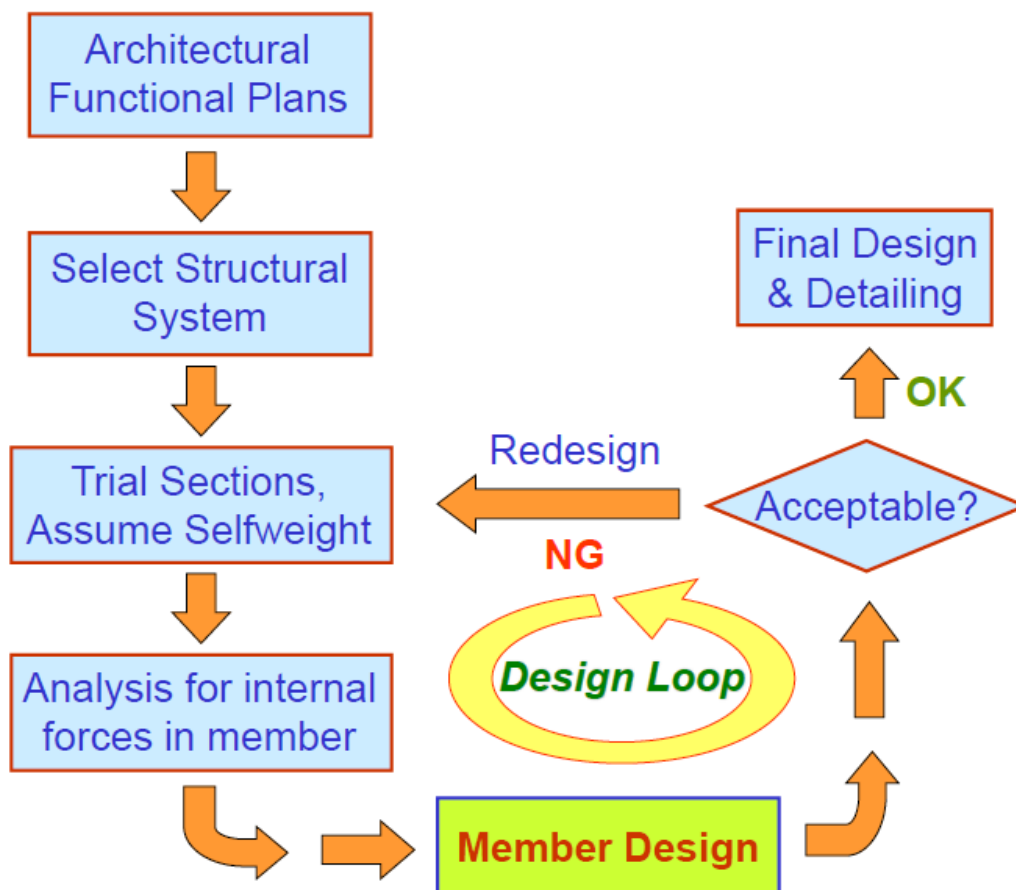 Architectural
Functional Plans
Select Structural
System
Trial Sections,
Assume Selfweight
Analysis for internal
forces in member
Member Design
Acceptable?
Redesign
NG
Design Loop
OK
Final Design
& Detailing